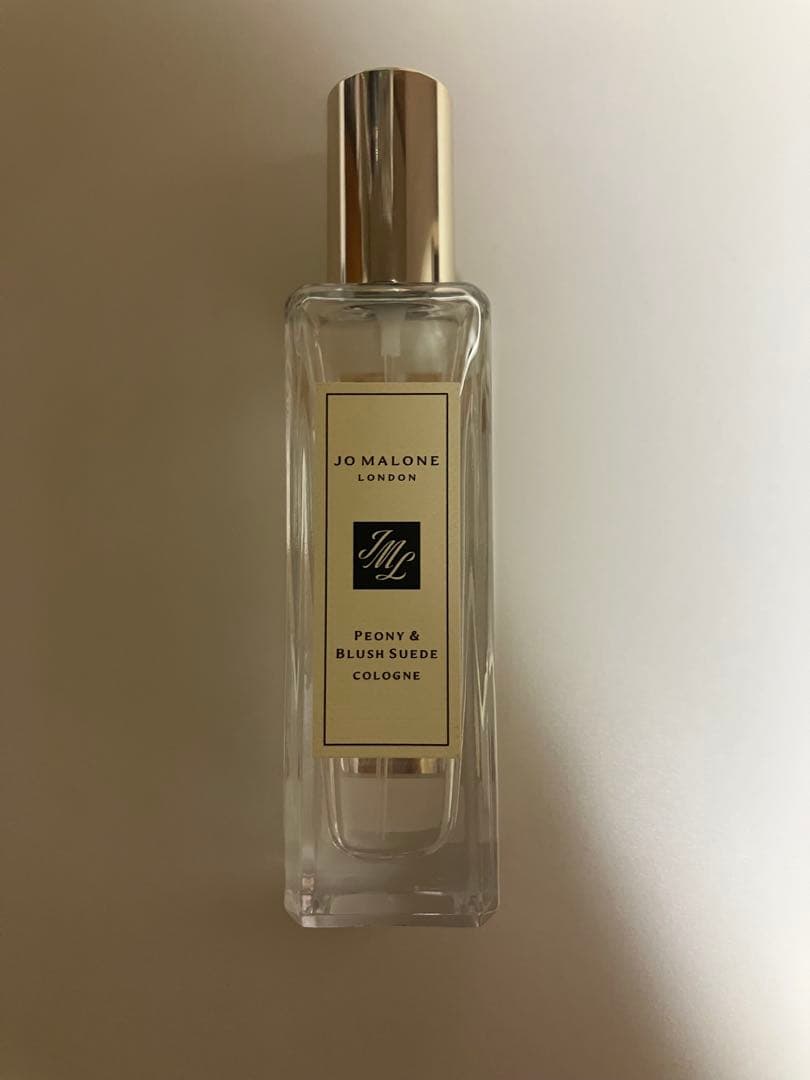 JO MALONE
LONDON
JML
PEONY &
BLUSH SUEDE
COLOGNE